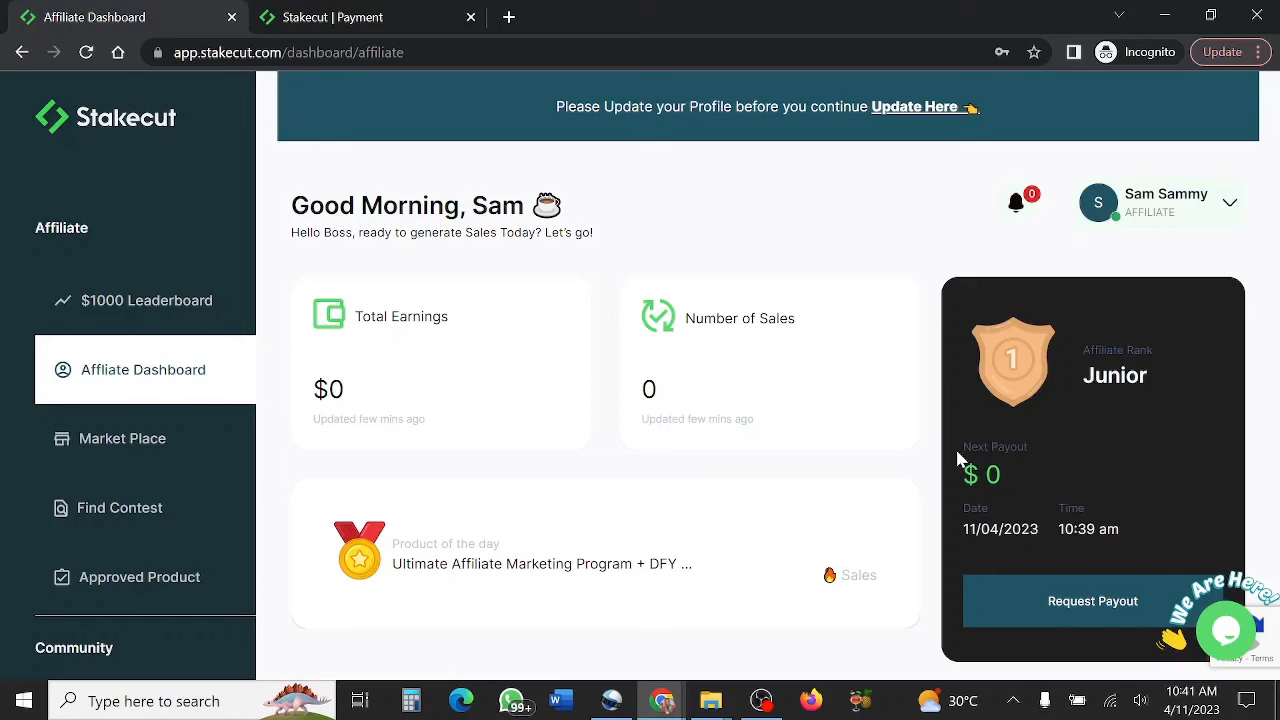 Affiliate Dashboard
Stakecut | Payment
app.stakecut.com/dashboard/affiliate
Incognito
Update
Stakecut
Please Update your Profile before you continue Update Here
Good Morning, Sam
Hello Boss, ready to generate Sales Today? Let's go!
0
S
Sam Sammy
AFFILIATE
Affiliate
$1000 Leaderboard
Affliate Dashboard
Market Place
Find Contest
Approved Product
Community
Total Earnings
$0
Updated few mins ago
Number of Sales
0
Updated few mins ago
Product of the day
Ultimate Affiliate Marketing Program + DFY ...
Sales
1
Affiliate Rank
Junior
Next Payout
$ 0
Date
Time
11/04/2023
10:39 am
Request Payout
We Are Here!
Privacy - Terms
Type here to search
99+
30°C
10:41 AM
4/11/2023